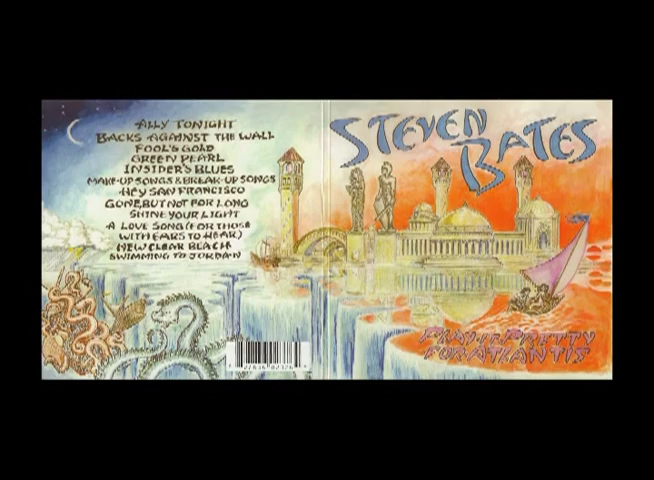 ALLY TONIGHT
BACKS AGAINST THE WALL
FOOL'S GOLD
GREEN PEARL
INSIDER'S BLUES
MAKE-UP SONGS & BREAK-UP SONGS
HEY SAN FRANCISCO
GONE, BUT NOT FOR LONG
SHINE YOUR LIGHT
A LOVE SONG (FOR THOSE
WITH EARS TO HEAR)
NEW CLEAR BEACH
SWIMMING TO JORDAN
STEVEN
BATES
PLAY IT PRETTY
FOR ATLANTIS